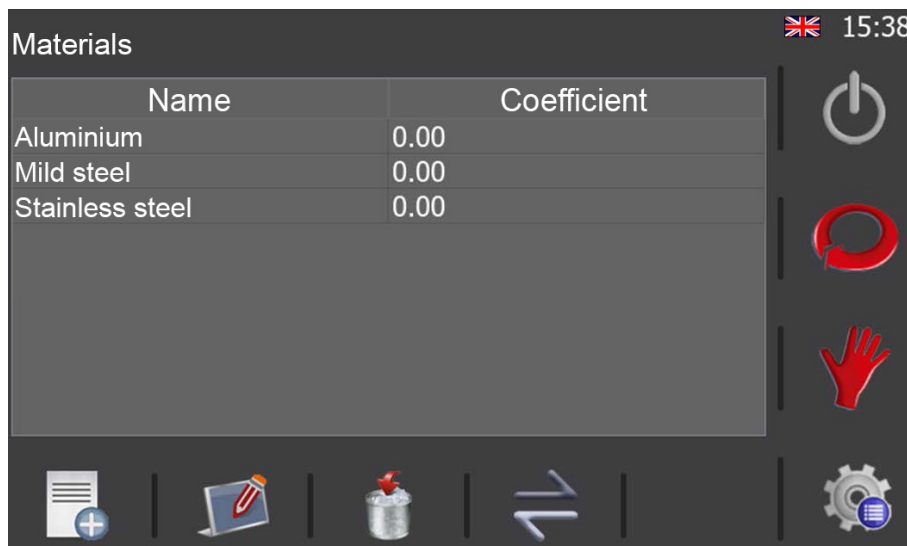 Materials
15:38
Name Coefficient
Aluminium 0.00
Mild steel 0.00
Stainless steel 0.00